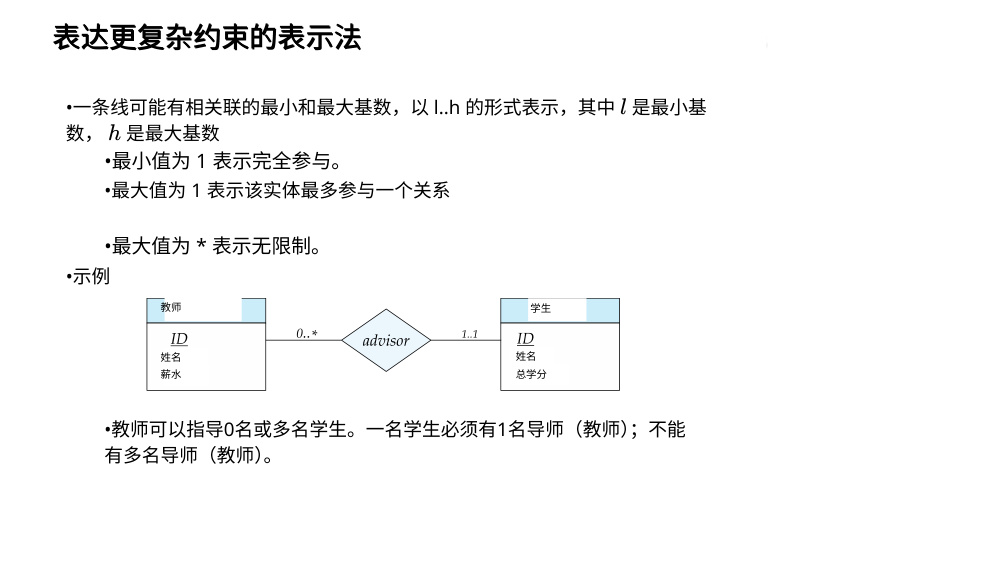 表达更复杂约束的表示法
•一条线可能有相关联的最小和最大基数，以 l..h 的形式表示，其中 l 是最小基
数， h 是最大基数
•最小值为 1 表示完全参与。
•最大值为 1 表示该实体最多参与一个关系
•最大值为 * 表示无限制。
•示例
教师
学生
ID
姓名
薪水
0..*
advisor
1..1
ID
姓名
总学分
•教师可以指导0名或多名学生。一名学生必须有1名导师（教师）；不能
有多名导师（教师）。